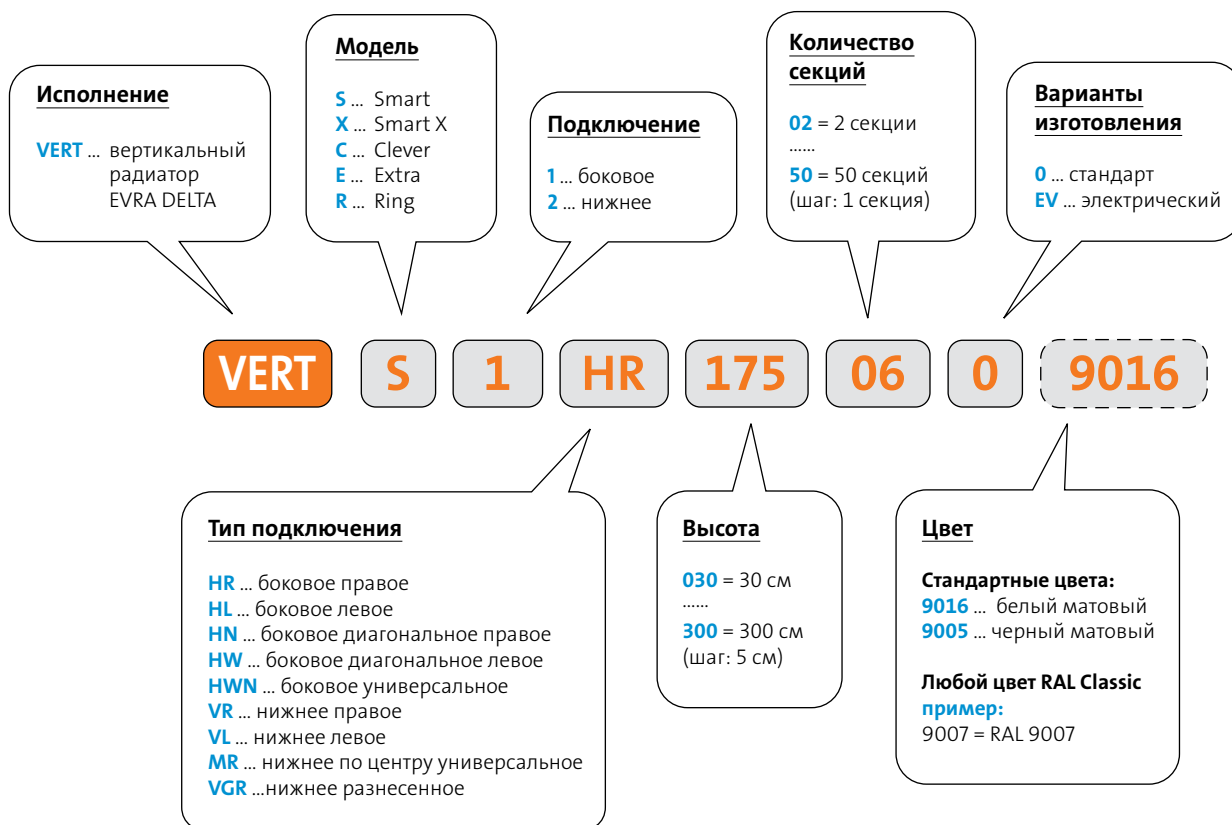 Исполнение
VERT ... вертикальный
радиатор
EVRA DELTA
Модель
S ... Smart
X ... Smart X
C ... Clever
E ... Extra
R ... Ring
Подключение
1 ... боковое
2 ... нижнее
Количество
секций
02 = 2 секции
......
50 = 50 секций
(шаг: 1 секция)
Варианты
изготовления
0 ... стандарт
EV ... электрический
VERT S 1 HR 175 06 0 9016
Тип подключения
HR ... боковое правое
HL ... боковое левое
HN ... боковое диагональное правое
HW ... боковое диагональное левое
HWN ... боковое универсальное
VR ... нижнее правое
VL ... нижнее левое
MR ... нижнее по центру универсальное
VGR ...нижнее разнесенное
Высота
030 = 30 см
......
300 = 300 см
(шаг: 5 см)
Цвет
Стандартные цвета:
9016 ... белый матовый
9005 ... черный матовый
Любой цвет RAL Classic
пример:
9007 = RAL 9007